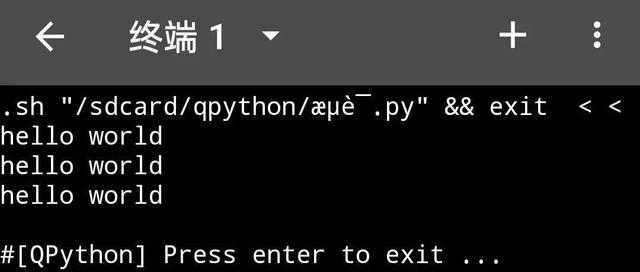 终端 1
.sh "/sdcard/qpython/æµè¯.py" && exit < <
hello world
hello world
hello world
#[QPython] Press enter to exit ...